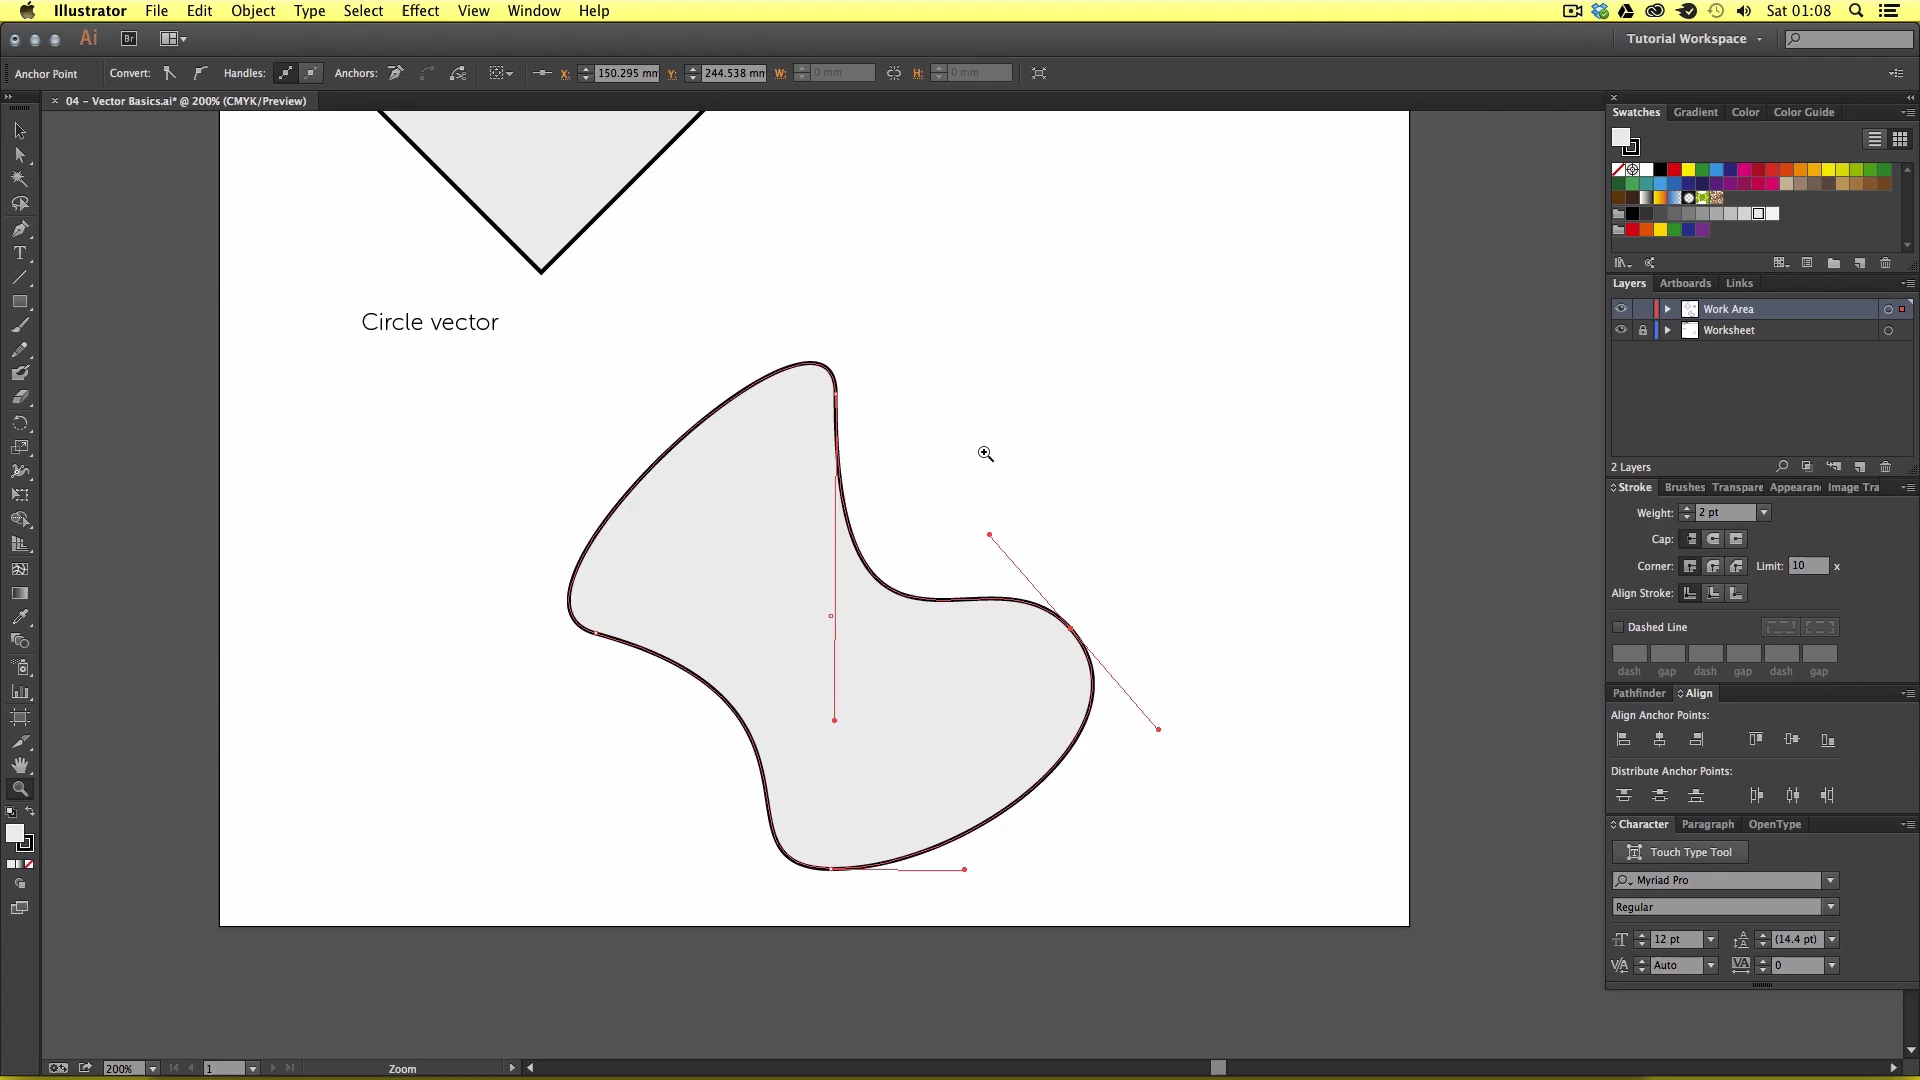 Illustrator File Edit Object Type Select Effect View Window Help Sat 01:08
Ai Br Tutorial Workspace
Anchor Point Convert: Handles: Anchors: X: 150.295 mm Y: 244.538 mm W: 0 mm H: 0 mm
× 04 – Vector Basics.ai* @ 200% (CMYK/Preview)
Swatches Gradient Color Color Guide
Layers Artboards Links
Work Area
Worksheet
Circle vector
2 Layers
Stroke Brushes Transpare Appearan Image Tra
Weight: 2 pt
Cap:
Corner: Limit: 10 x
Align Stroke:
Dashed Line
dash gap dash gap dash gap
Pathfinder Align
Align Anchor Points:
Distribute Anchor Points:
Character Paragraph OpenType
Touch Type Tool
Myriad Pro
Regular
12 pt (14.4 pt)
Auto 0
200% 1 Zoom